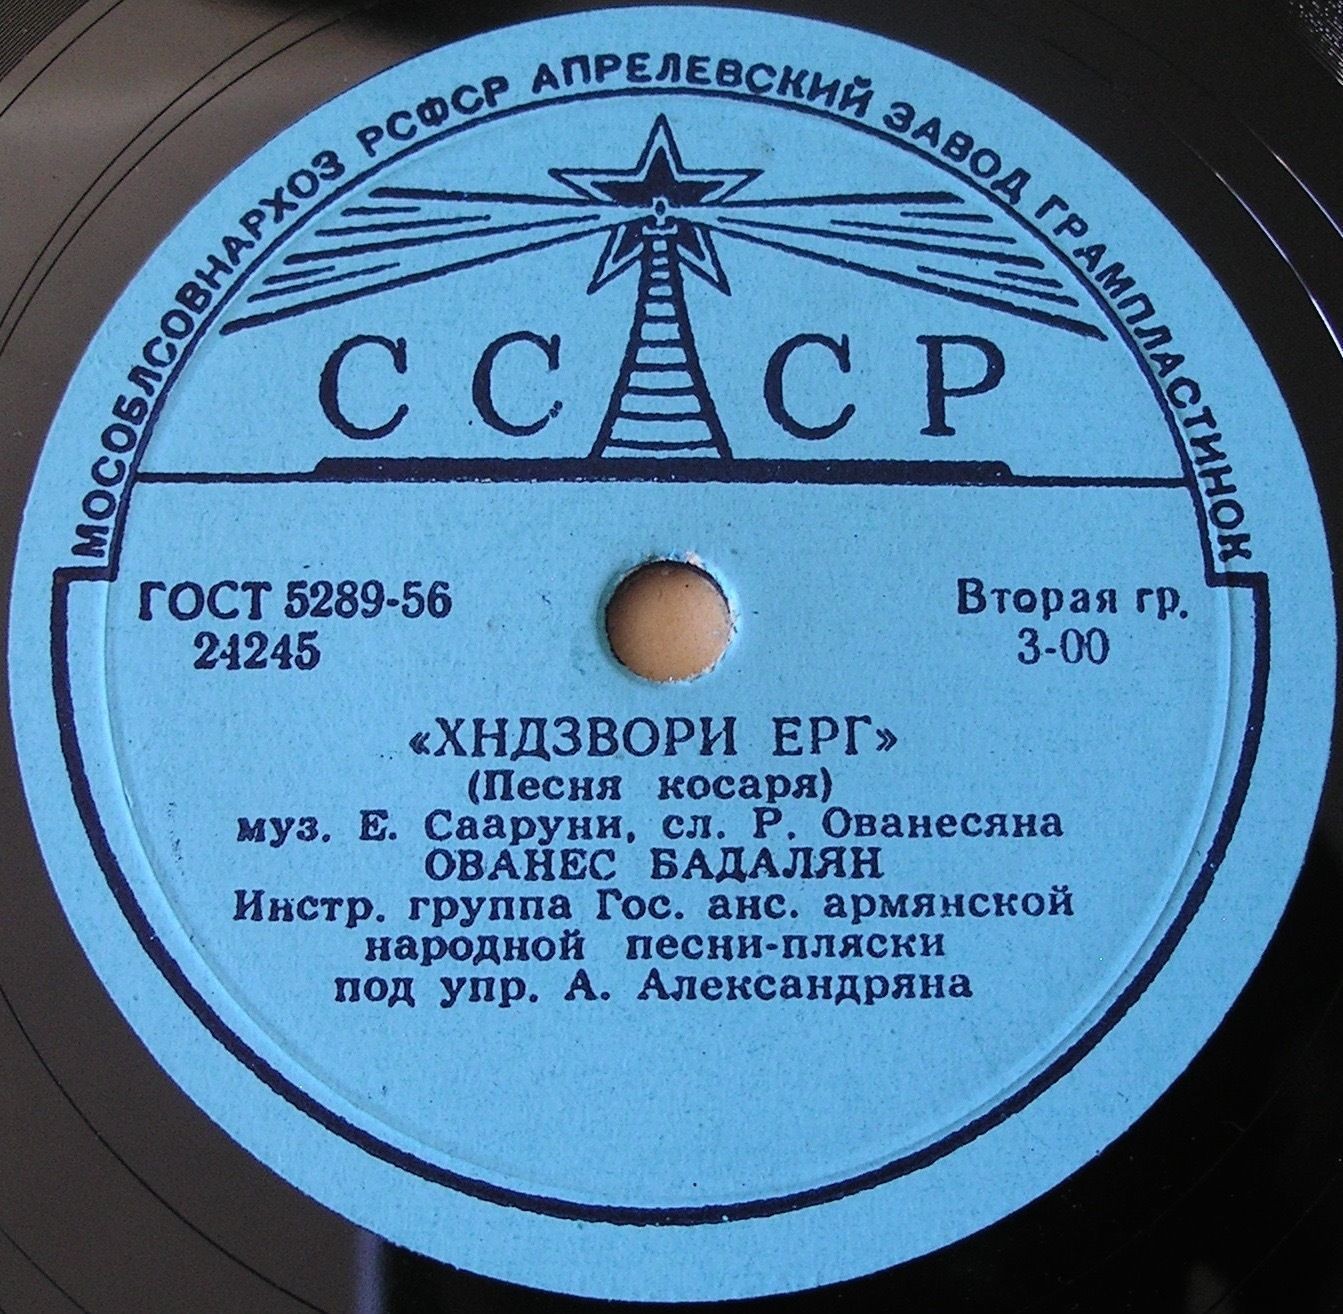 МОСОБЛСОВНАРХОЗ РСФСР АПРЕЛЕВСКИЙ ЗАВОД ГРАМПЛАСТИНОК
СССР
ГОСТ 5289-56
24245
Вторая гр.
3-00
«ХНДЗВОРИ ЕРГ»
(Песня косаря)
муз. Е. Сааруни, сл. Р. Ованесяна
ОВАНЕС БАДАЛЯН
Инстр. группа Гос. анс. армянской
народной песни-пляски
под упр. А. Александряна